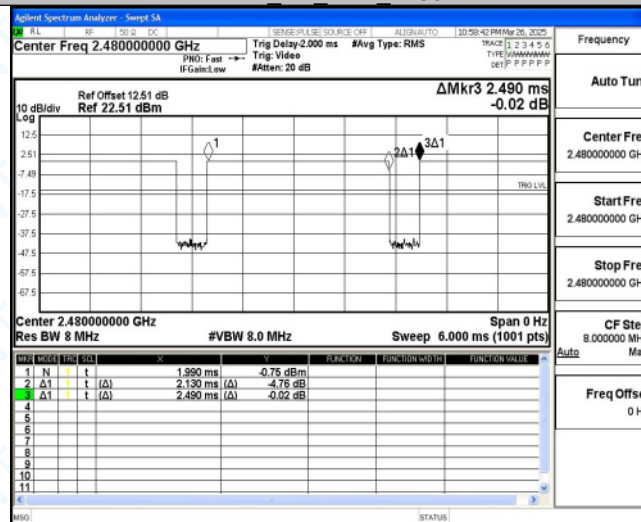 Agilent Spectrum Analyzer - Swept SA
RL RF 50 Ω DC SENSE:PULSE SOURCE OFF ALIGNAUTO 10:58:42 PM Mar 26, 2025
Center Freq 2.480000000 GHz
PNO: Fast
IFGain:Low
Trig Delay-2.000 ms
Trig: Video
#Atten: 20 dB
#Avg Type: RMS
TRACE 1 2 3 4 5 6
TYPE
DET P P P P P P
ΔMkr3 2.490 ms
-0.02 dB
Ref Offset 12.51 dB
Ref 22.51 dBm
10 dB/div
Log
12.5
2.51
-7.49
-17.5
-27.5
-37.5
-47.5
-57.5
-67.5
1
2Δ1
3Δ1
TRIG LVL
Center 2.480000000 GHz Span 0 Hz
Res BW 8 MHz #VBW 8.0 MHz Sweep 6.000 ms (1001 pts)
MKR MODE TRC SCL X Y FUNCTION FUNCTION WIDTH FUNCTION VALUE
1 N 1 t 1.990 ms -0.75 dBm
2 Δ1 1 t (Δ) 2.130 ms (Δ) -4.76 dB
3 Δ1 1 t (Δ) 2.490 ms (Δ) -0.02 dB
4
5
6
7
8
9
10
11
MSG STATUS
Frequency
Auto Tun
Center Fre
2.480000000 GH
Start Fre
2.480000000 GH
Stop Fre
2.480000000 GH
CF Ste
8.000000 MH
Auto Ma
Freq Offse
0 H